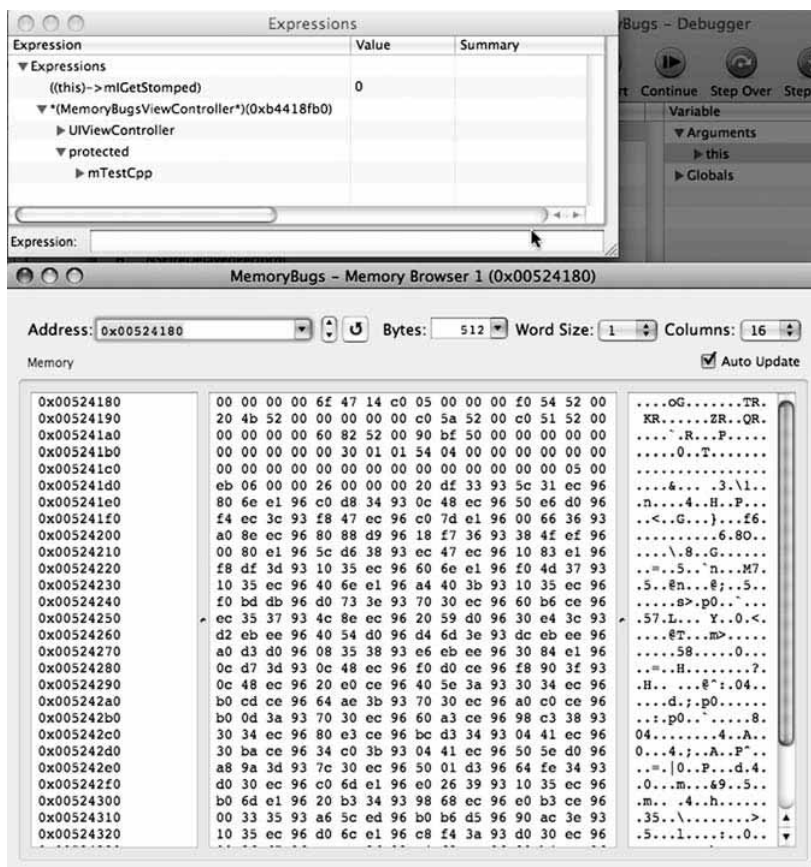 Expressions
Bugs – Debugger
Expression Value Summary
Expressions
((this)->mIGetStomped) 0
*(MemoryBugsViewController*)(0xb4418fb0)
UIViewController
protected
mTestCpp
Expression:
Continue Step Over Step
Variable
Arguments
this
Globals
MemoryBugs – Memory Browser 1 (0x00524180)
Address: 0x00524180 Bytes: 512 Word Size: 1 Columns: 16
Memory Auto Update
0x00524180 00 00 00 00 6f 47 14 c0 05 00 00 00 f0 54 52 00 ....oG.......TR.
0x00524190 20 4b 52 00 00 00 00 00 c0 5a 52 00 c0 51 52 00 KR......ZR..QR.
0x005241a0 00 00 00 00 60 82 52 00 90 bf 50 00 00 00 00 00 ....`.R...P.....
0x005241b0 00 00 00 00 00 30 01 01 54 04 00 00 00 00 00 00 .....0..T.......
0x005241c0 00 00 00 00 00 00 00 00 00 00 00 00 00 00 05 00 ................
0x005241d0 eb 06 00 00 26 00 00 00 20 df 33 93 5c 31 ec 96 ....&... .3.\1..
0x005241e0 80 6e e1 96 c0 d8 34 93 0c 48 ec 96 50 e6 d0 96 .n....4..H..P...
0x005241f0 f4 ec 3c 93 f8 47 ec 96 c0 7d e1 96 00 66 36 93 ..<..G...}...f6.
0x00524200 a0 8e ec 96 80 88 d9 96 18 f7 36 93 38 4f ef 96 ..........6.8O..
0x00524210 00 80 e1 96 5c d6 38 93 ec 47 ec 96 10 83 e1 96 ....\.8..G......
0x00524220 f8 df 3d 93 10 35 ec 96 60 6e e1 96 f0 4d 37 93 ..=..5..`n...M7.
0x00524230 10 35 ec 96 40 6e e1 96 a4 40 3b 93 10 35 ec 96 .5..@n...@;..5..
0x00524240 f0 bd db 96 d0 73 3e 93 70 30 ec 96 60 b6 ce 96 .....s>.p0..`...
0x00524250 ec 35 37 93 4c 8e ec 96 20 59 d0 96 30 e4 3c 93 .57.L... Y..0.<.
0x00524260 d2 eb ee 96 40 54 d0 96 d4 6d 3e 93 dc eb ee 96 ....@T...m>.....
0x00524270 a0 d3 d0 96 08 35 38 93 e6 eb ee 96 30 84 e1 96 .....58.....0...
0x00524280 0c d7 3d 93 0c 48 ec 96 f0 d0 ce 96 f8 90 3f 93 ..=..H........?.
0x00524290 0c 48 ec 96 20 e0 ce 96 40 5e 3a 93 30 34 ec 96 .H.. ...@^:.04..
0x005242a0 b0 cd ce 96 64 ae 3b 93 70 30 ec 96 a0 c0 ce 96 ....d.;.p0......
0x005242b0 b0 0d 3a 93 70 30 ec 96 60 a3 ce 96 98 c3 38 93 ..:.p0..`.....8.
0x005242c0 30 34 ec 96 80 e3 ce 96 bc d3 34 93 04 41 ec 96 04........4..A..
0x005242d0 30 ba ce 96 34 c0 3b 93 04 41 ec 96 50 5e d0 96 0...4.;..A..P^..
0x005242e0 a8 9a 3d 93 7c 30 ec 96 50 01 d3 96 64 fe 34 93 ..=.|0..P...d.4.
0x005242f0 d0 30 ec 96 c0 6d e1 96 e0 26 39 93 10 35 ec 96 .0...m...&9..5..
0x00524300 b0 6d e1 96 20 b3 34 93 98 68 ec 96 e0 b3 ce 96 .m.. .4..h......
0x00524310 00 33 35 93 a6 5c ed 96 b0 b6 d5 96 90 ac 3e 93 .35..\........>.
0x00524320 10 35 ec 96 d0 6c e1 96 c8 f4 3a 93 d0 30 ec 96 .5...l....:..0..